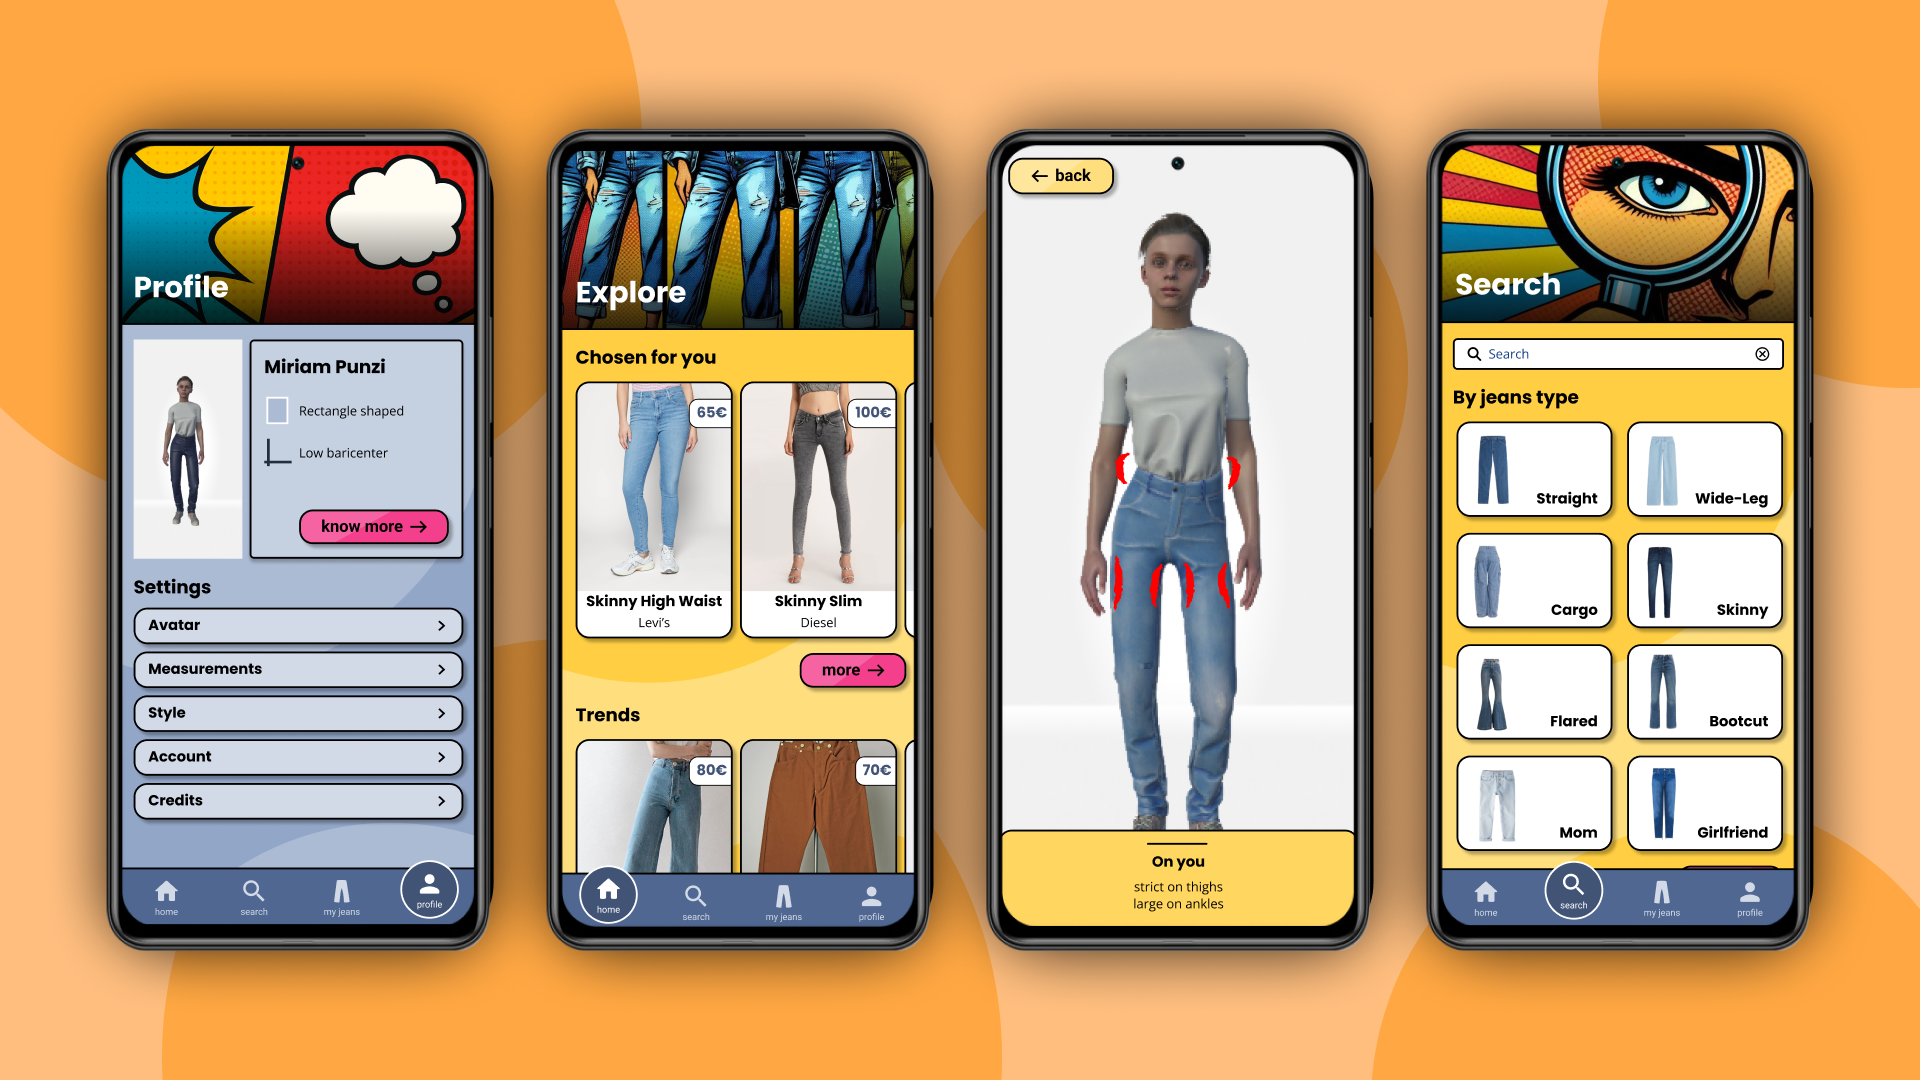 Profile
Miriam Punzi
Rectangle shaped
Low baricenter
know more
Settings
Avatar
Measurements
Style
Account
Credits
home
search
my jeans
profile
Explore
Chosen for you
65€
100€
Skinny High Waist
Levi's
Skinny Slim
Diesel
more
Trends
80€
70€
home
search
my jeans
profile
back
On you
strict on thighs
large on ankles
Search
Search
By jeans type
Straight
Wide-Leg
Cargo
Skinny
Flared
Bootcut
Mom
Girlfriend
home
search
my jeans
profile